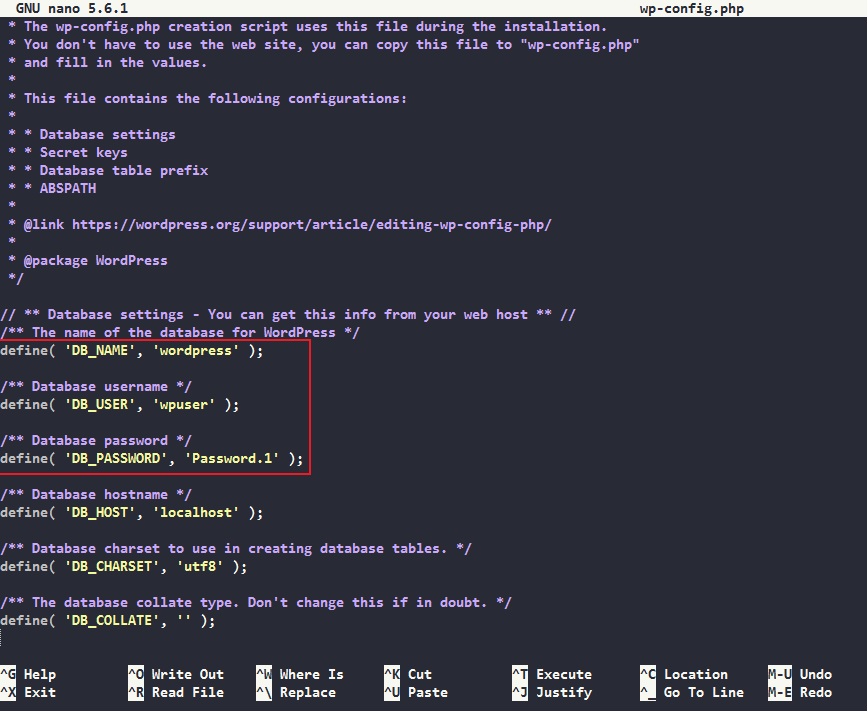 GNU nano 5.6.1 wp-config.php
* The wp-config.php creation script uses this file during the installation.
* You don't have to use the web site, you can copy this file to "wp-config.php"
* and fill in the values.
*
* This file contains the following configurations:
*
* * Database settings
* * Secret keys
* * Database table prefix
* * ABSPATH
*
* @link https://wordpress.org/support/article/editing-wp-config-php/
*
* @package WordPress
*/
// ** Database settings - You can get this info from your web host ** //
/** The name of the database for WordPress */
define( 'DB_NAME', 'wordpress' );
/** Database username */
define( 'DB_USER', 'wpuser' );
/** Database password */
define( 'DB_PASSWORD', 'Password.1' );
/** Database hostname */
define( 'DB_HOST', 'localhost' );
/** Database charset to use in creating database tables. */
define( 'DB_CHARSET', 'utf8' );
/** The database collate type. Don't change this if in doubt. */
define( 'DB_COLLATE', '' );
^G Help ^O Write Out ^W Where Is ^K Cut ^T Execute ^C Location M-U Undo
^X Exit ^R Read File ^\ Replace ^U Paste ^J Justify ^_ Go To Line M-E Redo